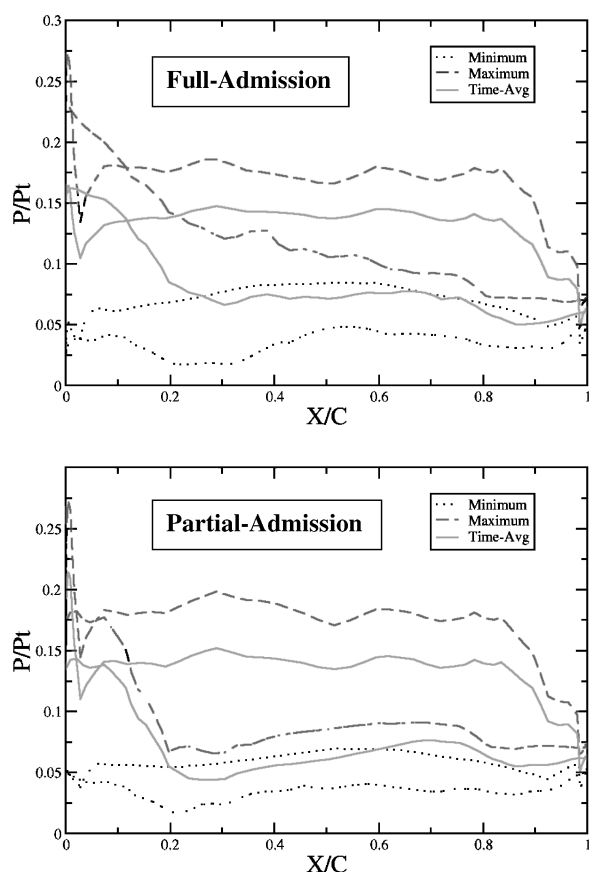 0.3
Full-Admission
Minimum
Maximum
Time-Avg
0.25
0.2
P/Pt
0.15
0.1
0.05
0
0 0.2 0.4 0.6 0.8 1
X/C
Partial-Admission
Minimum
Maximum
Time-Avg
0.25
0.2
P/Pt
0.15
0.1
0.05
0
0 0.2 0.4 0.6 0.8 1
X/C